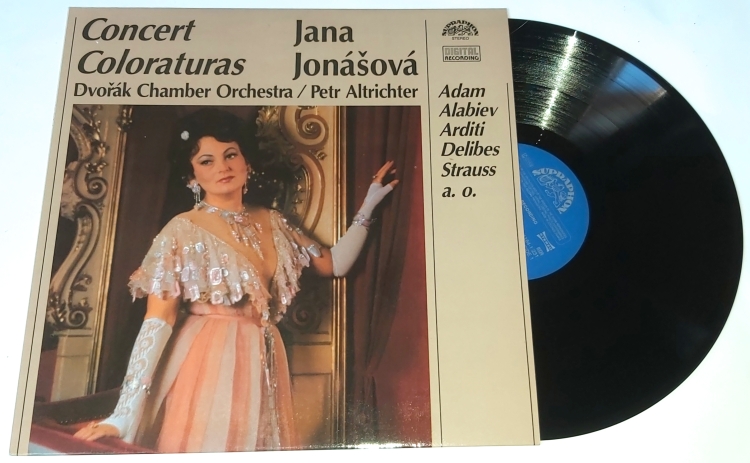 Concert
Coloraturas
Jana
Jonášová
Dvořák Chamber Orchestra / Petr Altrichter
SUPRAPHON
STEREO
DIGITAL
RECORDING
Adam
Alabiev
Arditi
Delibes
Strauss
a. o.
SUPRAPHON